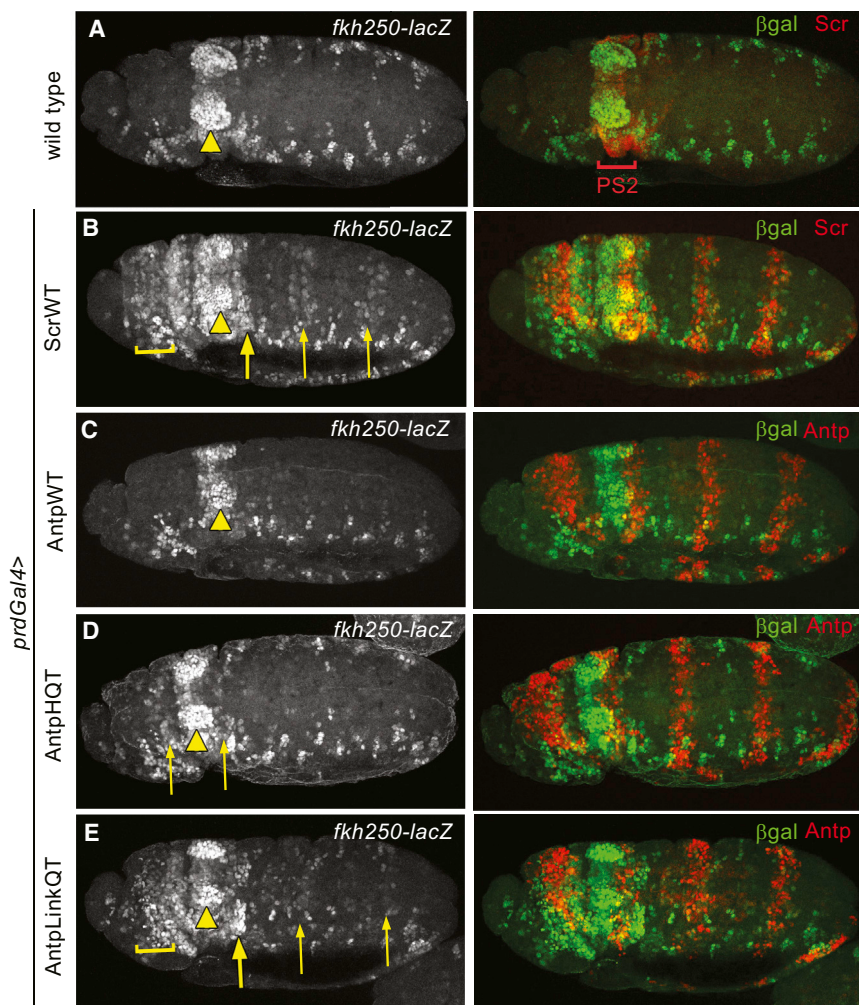 A fkh250-lacZ βgal Scr
wild type
PS2
B fkh250-lacZ βgal Scr
ScrWT
C fkh250-lacZ βgal Antp
AntpWT
prdGal4>
D fkh250-lacZ βgal Antp
AntpHQT
E fkh250-lacZ βgal Antp
AntpLinkQT